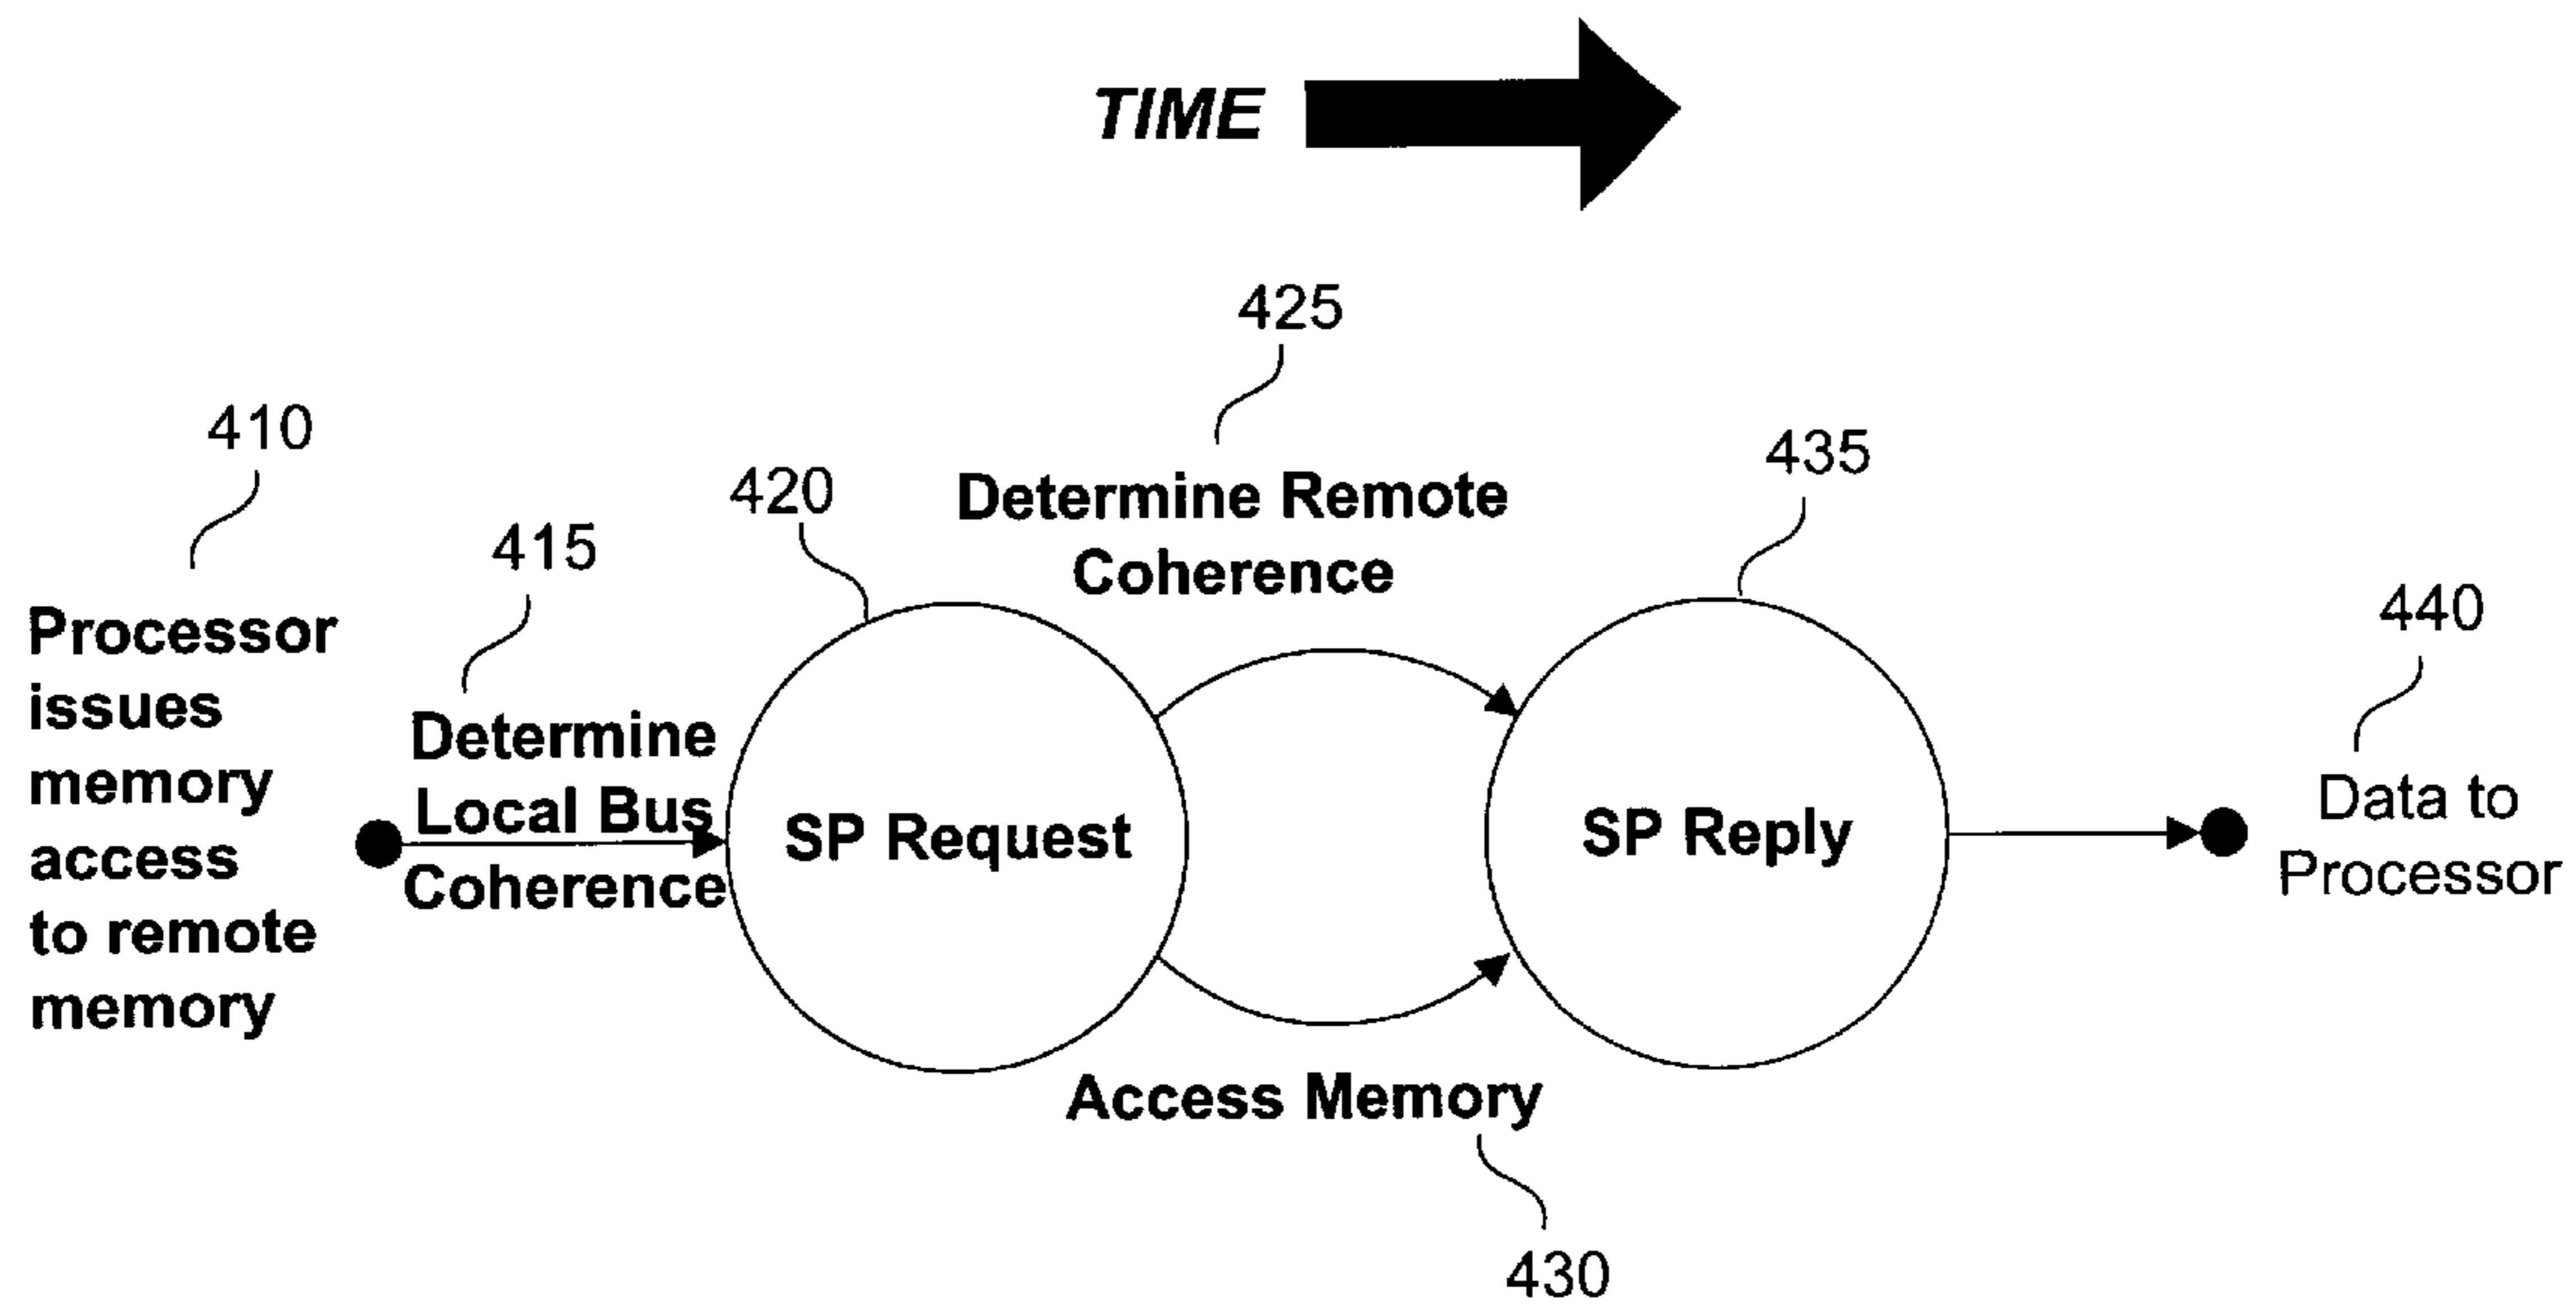 TIME
425
410
435
420
Determine Remote
Coherence
415
440
Processor
issues
memory
access
to remote
memory
Determine
Local Bus
Coherence
SP Request
SP Reply
Data to
Processor
Access Memory
430